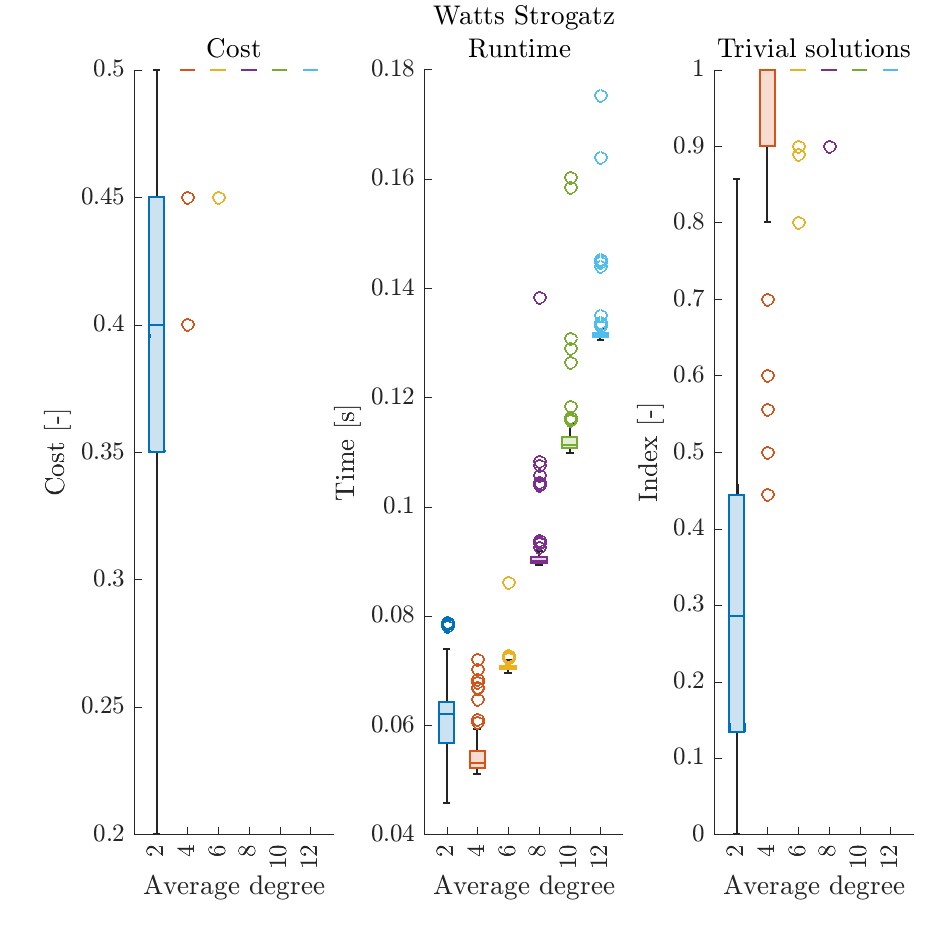 Watts Strogatz
Cost
Runtime
Trivial solutions
0.5
0.45
0.4
0.35
0.3
0.25
0.2
Cost [-]
2 4 6 8 10 12
Average degree
0.18
0.16
0.14
0.12
0.1
0.08
0.06
0.04
Time [s]
2 4 6 8 10 12
Average degree
1
0.9
0.8
0.7
0.6
0.5
0.4
0.3
0.2
0.1
0
Index [-]
2 4 6 8 10 12
Average degree